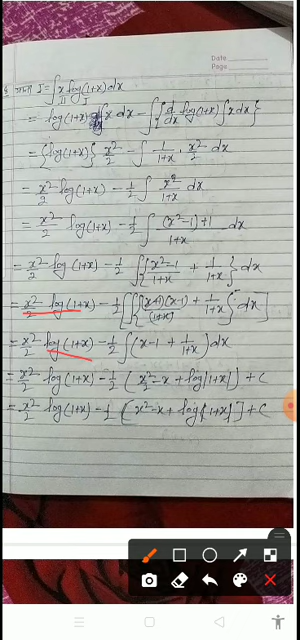 Date
Page
I = ∫ x log(1+x) dx
II I
= log(1+x) ∫ x dx - ∫{ d/dx log(1+x) ∫ x dx }
= {log(1+x)} x²/2 - ∫ 1/(1+x) . x²/2 dx
= x²/2 log(1+x) - 1/2 ∫ x²/(1+x) dx
= x²/2 log(1+x) - 1/2 ∫ ((x²-1)+1)/(1+x) dx
= x²/2 log(1+x) - 1/2 ∫{ (x²-1)/(1+x) + 1/(1+x) } dx
= x²/2 log(1+x) - 1/2 [∫{ (x+1)(x-1)/(1+x) + 1/(1+x) } dx]
= x²/2 log(1+x) - 1/2 ∫ (x-1 + 1/(1+x)) dx
= x²/2 log(1+x) - 1/2 ( x²/2 - x + log|1+x| ) + c
= x²/2 log(1+x) - 1/2 [ x²/2 - x + log|1+x| ] + c